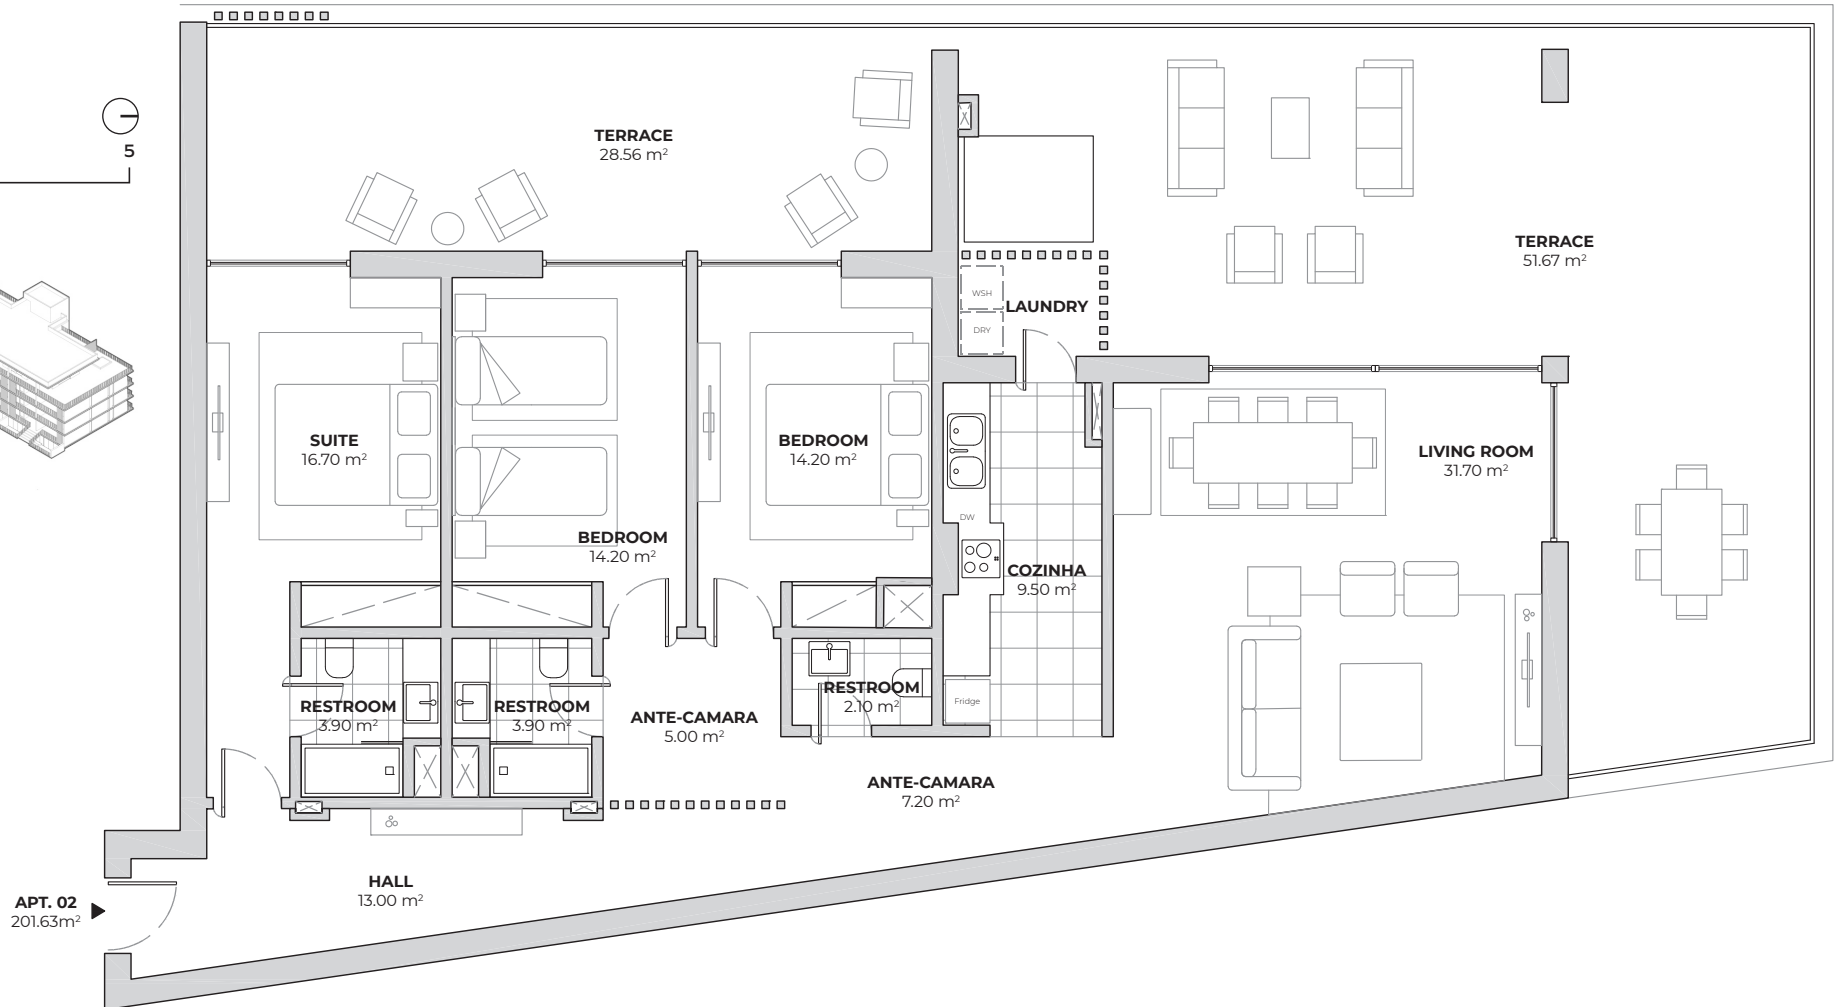 5
TERRACE
28.56 m²
TERRACE
51.67 m²
WSH
LAUNDRY
DRY
SUITE
16.70 m²
BEDROOM
14.20 m²
BEDROOM
14.20 m²
DW
COZINHA
9.50 m²
LIVING ROOM
31.70 m²
RESTROOM
3.90 m²
RESTROOM
3.90 m²
ANTE-CAMARA
5.00 m²
RESTROOM
2.10 m²
Fridge
ANTE-CAMARA
7.20 m²
HALL
13.00 m²
APT. 02
201.63m²